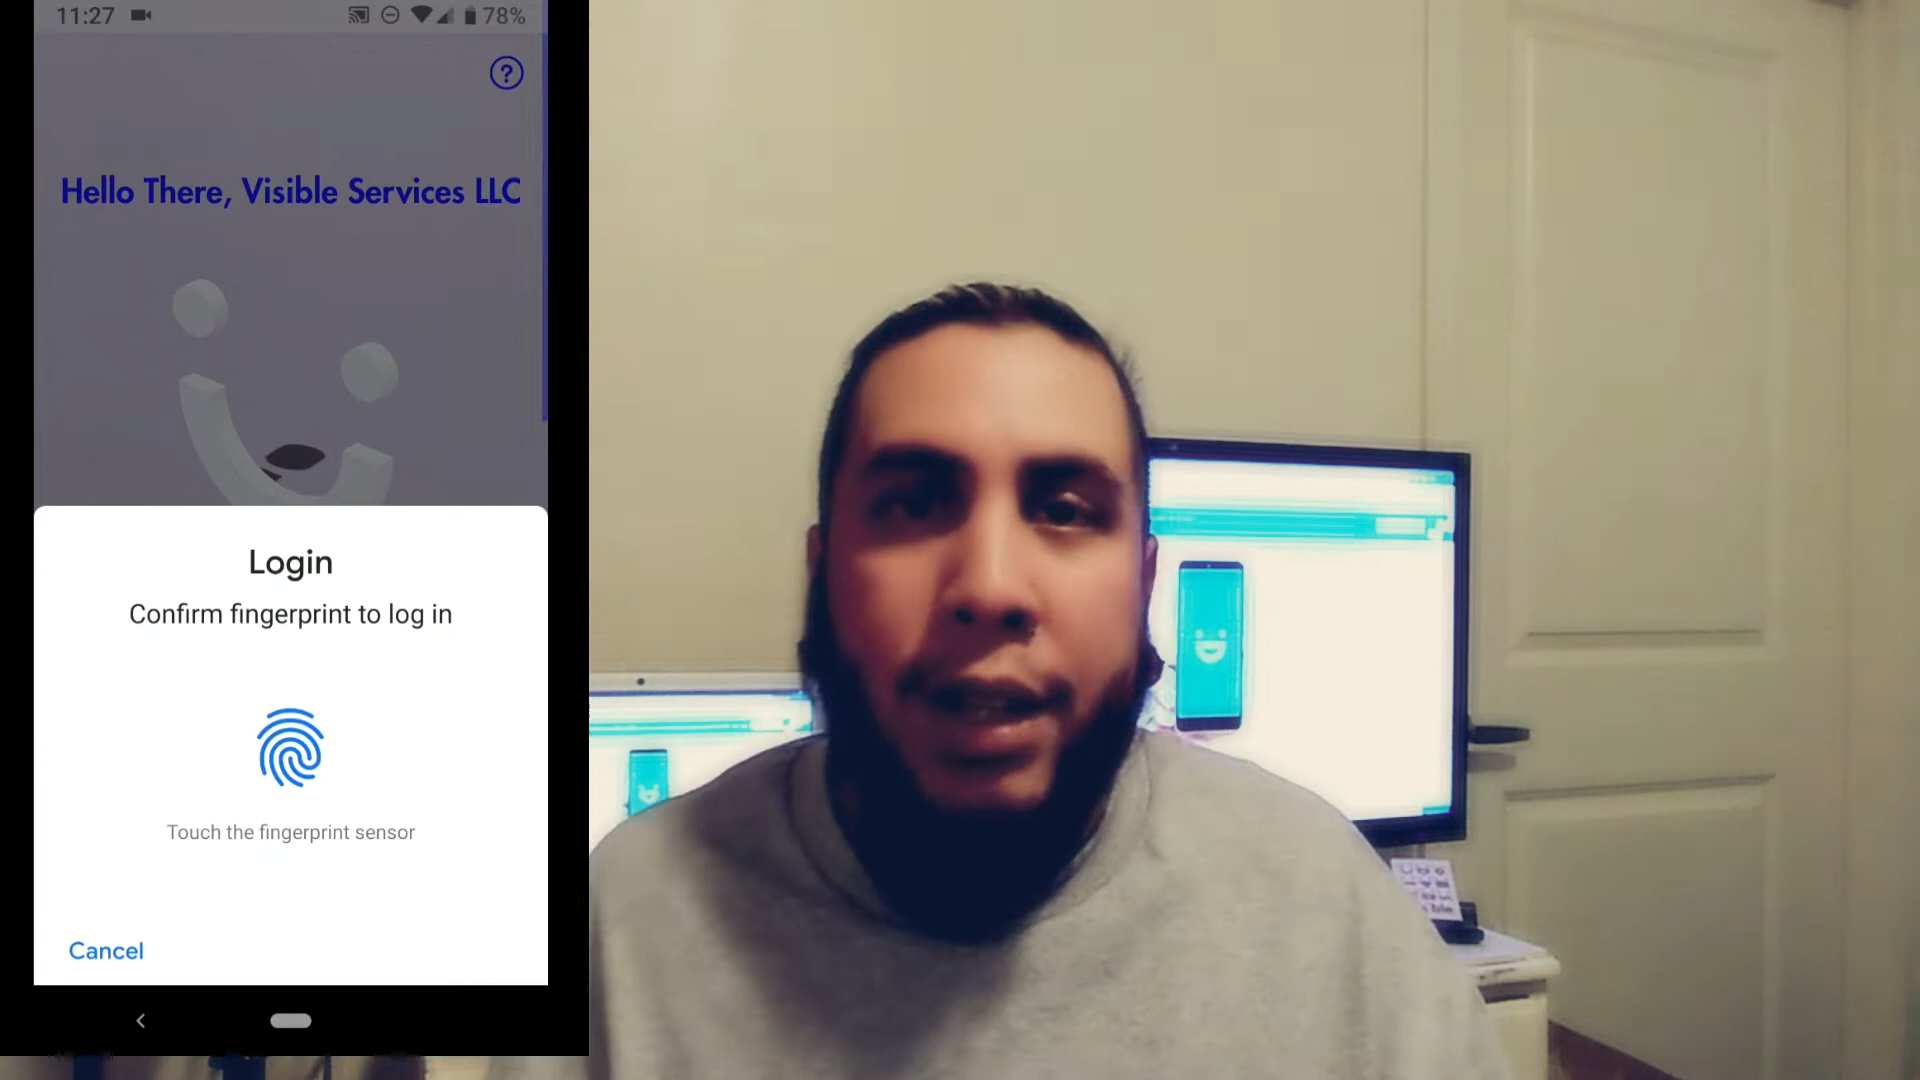 11:27
78%
?
Hello There, Visible Services LLC
Login
Confirm fingerprint to log in
Touch the fingerprint sensor
Cancel